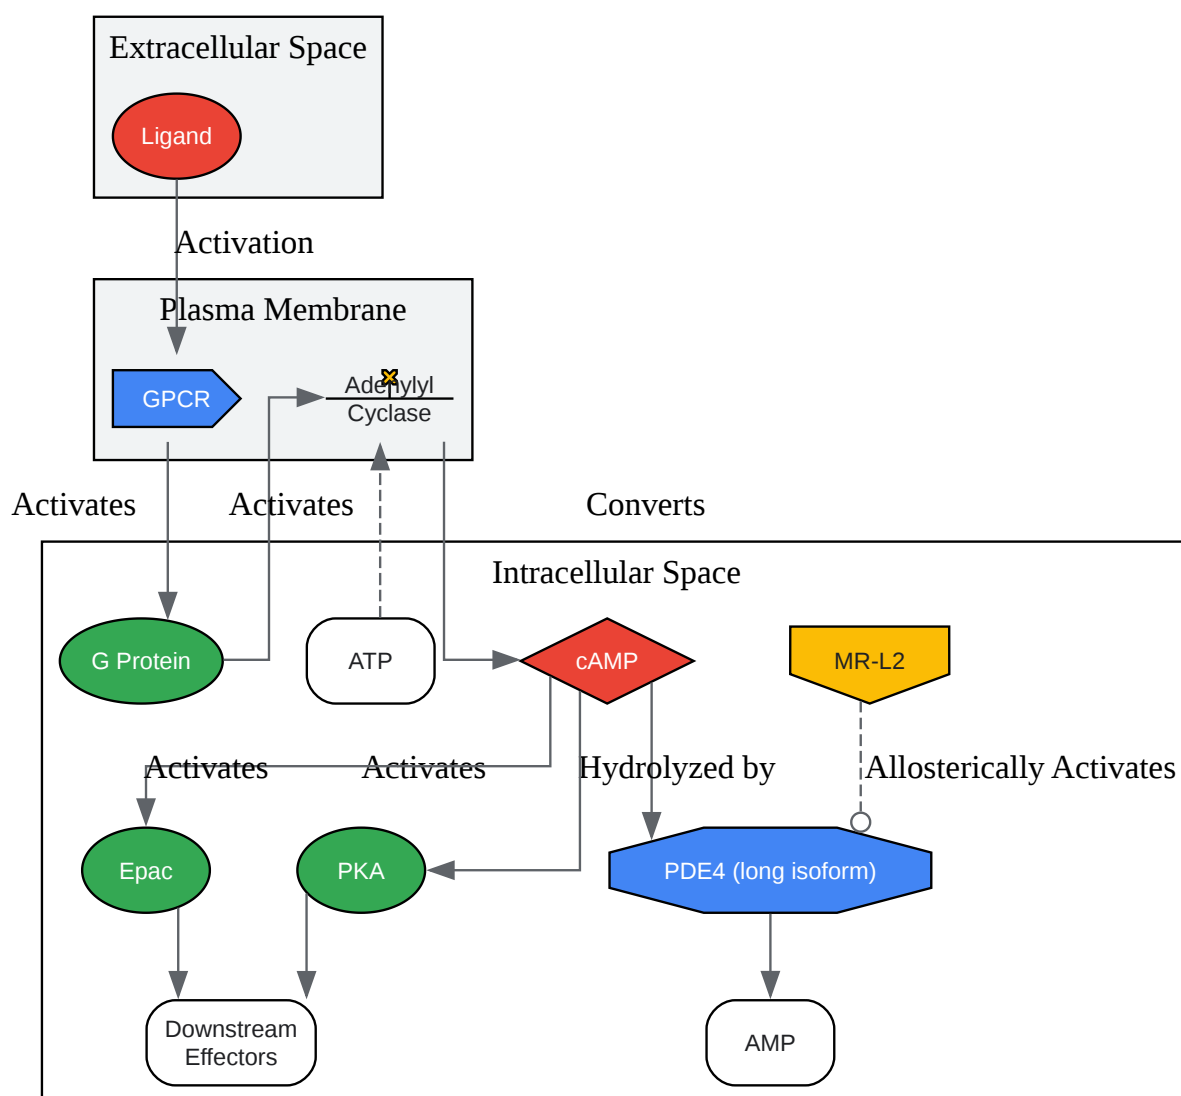 Extracellular Space
Ligand
Activation
Plasma Membrane
GPCR
Adenylyl
Cyclase
Activates
Activates
Converts
Intracellular Space
G Protein
ATP
cAMP
MR-L2
Activates
Activates
Hydrolyzed by
Allosterically Activates
Epac
PKA
PDE4 (long isoform)
Downstream
Effectors
AMP